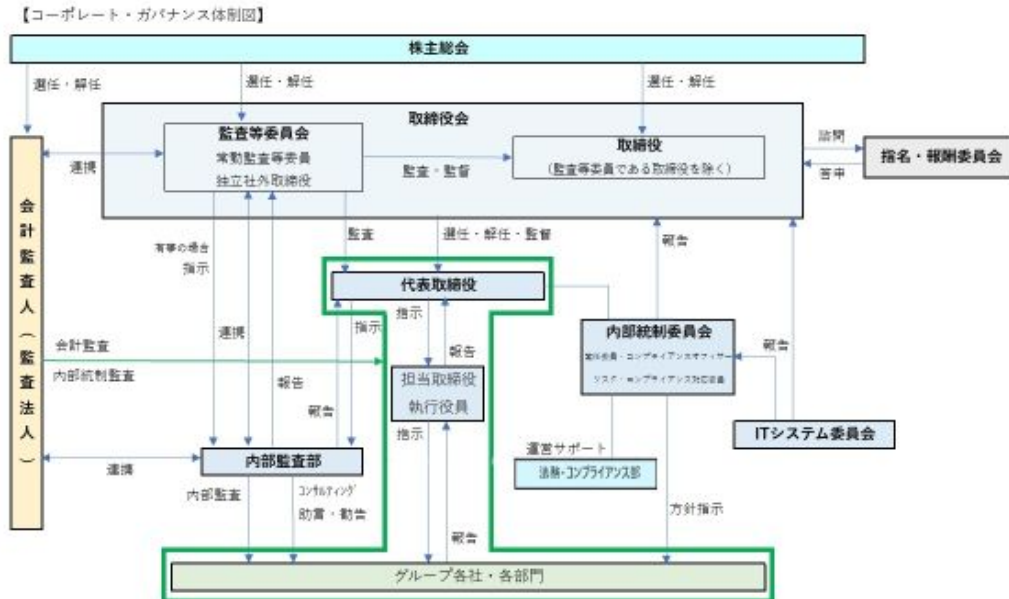 【コーポレート・ガバナンス体制図】
株主総会
選任・解任
選任・解任
選任・解任
取締役会
監査等委員会
常勤監査等委員
独立社外取締役
取締役
（監査等委員である取締役を除く）
連携
監査・監督
諮問
答申
指名・報酬委員会
会計監査人（監査法人）
有事の場合
指示
監査
選任・解任・監督
報告
代表取締役
指示
指示
連携
報告
内部統制委員会
報告
会計監査
内部統制監査
報告
報告
担当取締役
執行役員
指示
ITシステム委員会
運営サポート
法務・コンプライアンス部
連携
内部監査部
内部監査
コンサルティング
助言・勧告
方針指示
報告
グループ各社・各部門